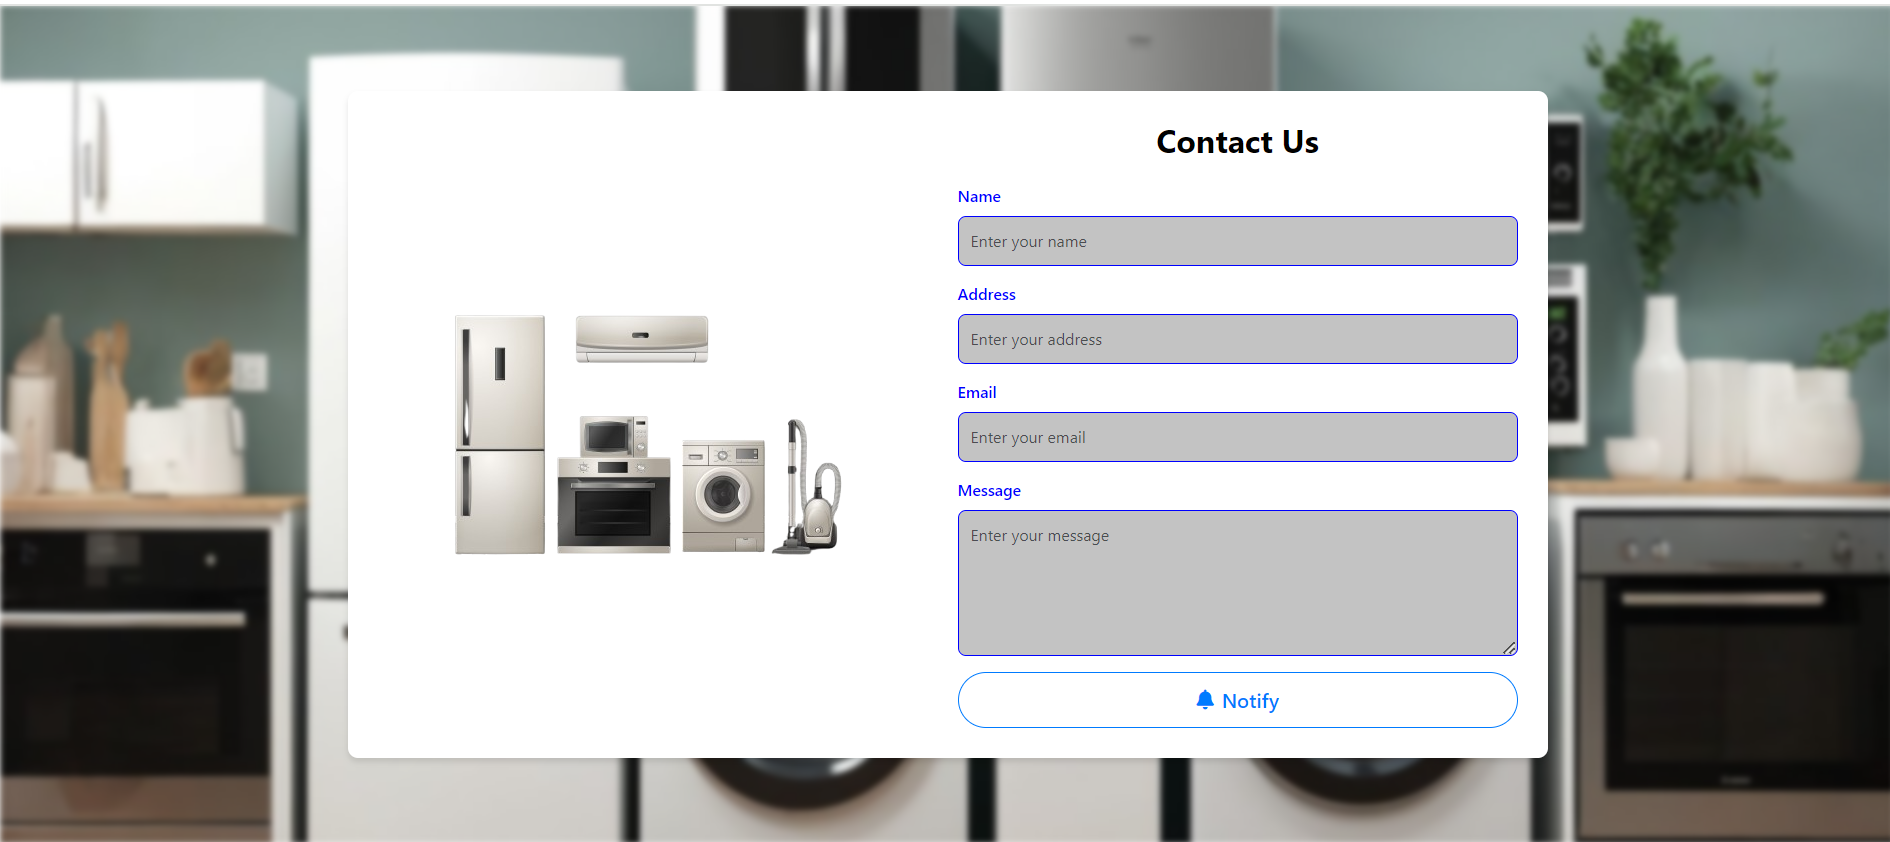 Contact Us
Name
Enter your name
Address
Enter your address
Email
Enter your email
Message
Enter your message
Notify